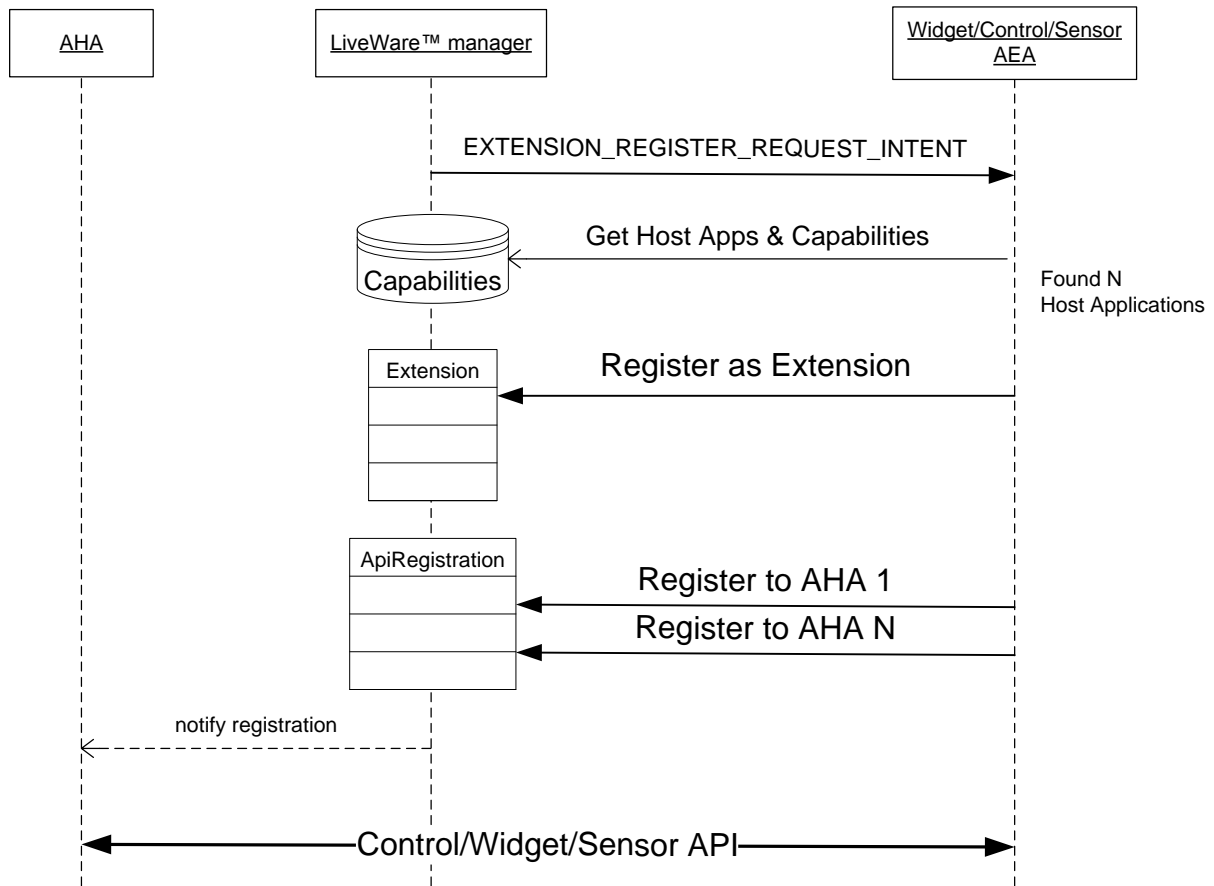 AHA
LiveWare™ manager
Widget/Control/Sensor
AEA
EXTENSION_REGISTER_REQUEST_INTENT
Get Host Apps & Capabilities
Capabilities
Found N
Host Applications
Register as Extension
Extension
ApiRegistration
Register to AHA 1
Register to AHA N
notify registration
Control/Widget/Sensor API